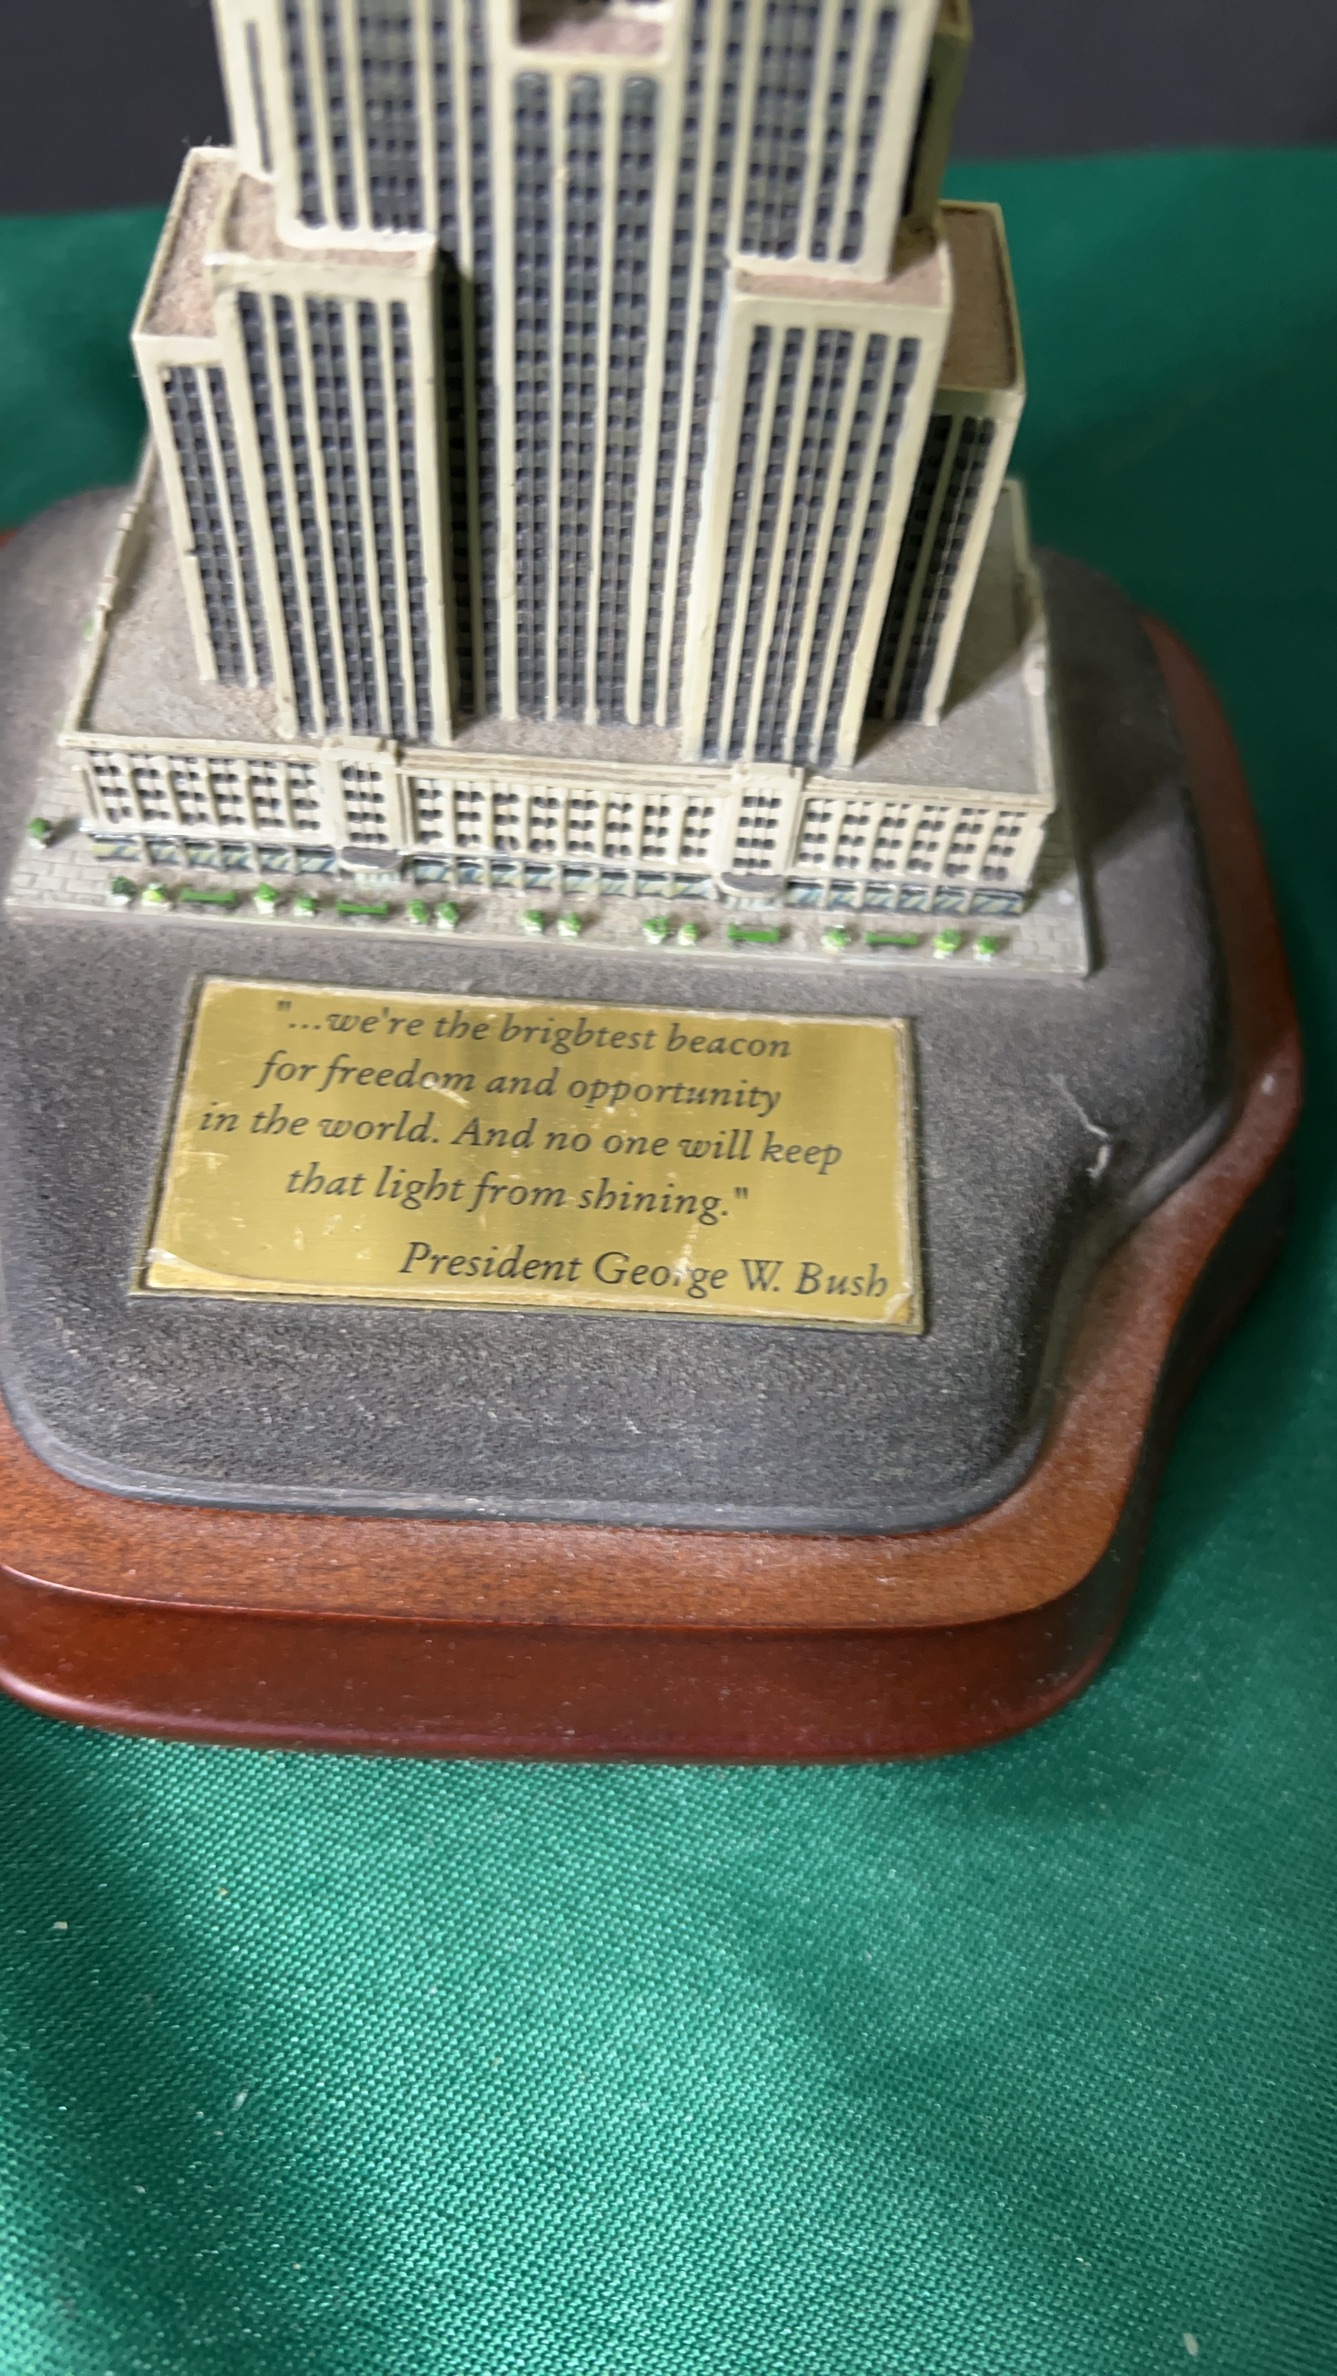 "...we're the brightest beacon
for freedom and opportunity
in the world. And no one will keep
that light from shining."
President George W. Bush